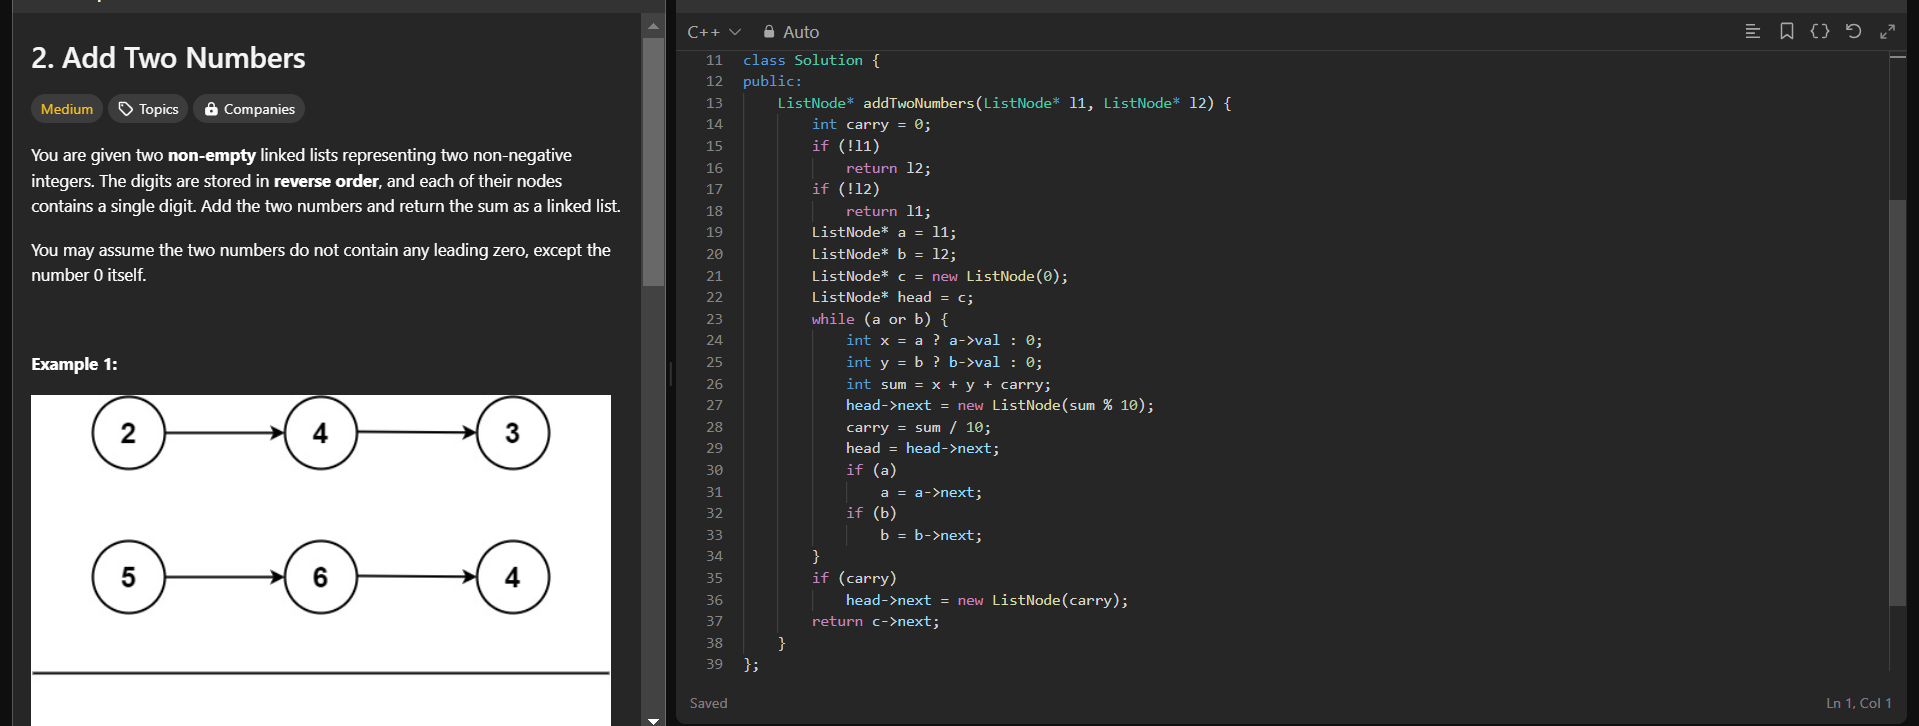 2. Add Two Numbers
Medium
Topics
Companies
You are given two non-empty linked lists representing two non-negative
integers. The digits are stored in reverse order, and each of their nodes
contains a single digit. Add the two numbers and return the sum as a linked list.
You may assume the two numbers do not contain any leading zero, except the
number 0 itself.
Example 1:
2 4 3
5 6 4
C++ Auto
11 class Solution {
12 public:
13     ListNode* addTwoNumbers(ListNode* l1, ListNode* l2) {
14         int carry = 0;
15         if (!l1)
16             return l2;
17         if (!l2)
18             return l1;
19         ListNode* a = l1;
20         ListNode* b = l2;
21         ListNode* c = new ListNode(0);
22         ListNode* head = c;
23         while (a or b) {
24             int x = a ? a->val : 0;
25             int y = b ? b->val : 0;
26             int sum = x + y + carry;
27             head->next = new ListNode(sum % 10);
28             carry = sum / 10;
29             head = head->next;
30             if (a)
31                 a = a->next;
32             if (b)
33                 b = b->next;
34         }
35         if (carry)
36             head->next = new ListNode(carry);
37         return c->next;
38     }
39 };
Saved
Ln 1, Col 1